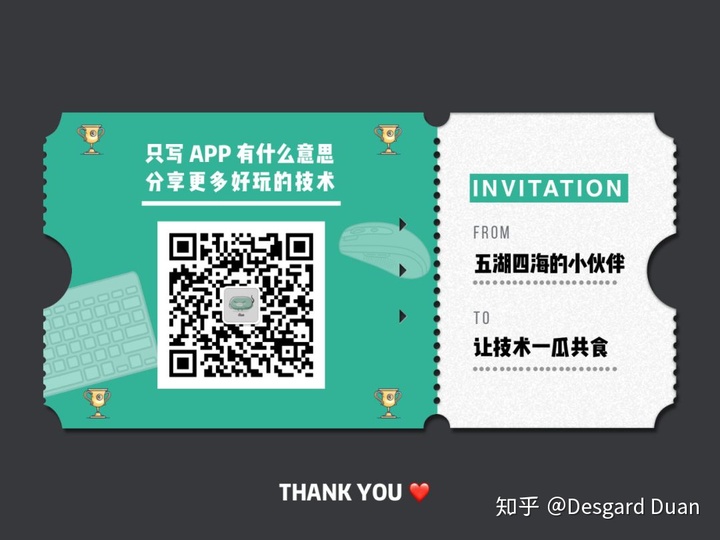 只写 APP 有什么意思
分享更多好玩的技术
INVITATION
FROM
五湖四海的小伙伴
TO
让技术一瓜共食
THANK YOU ❤️
知乎 @Desgard Duan